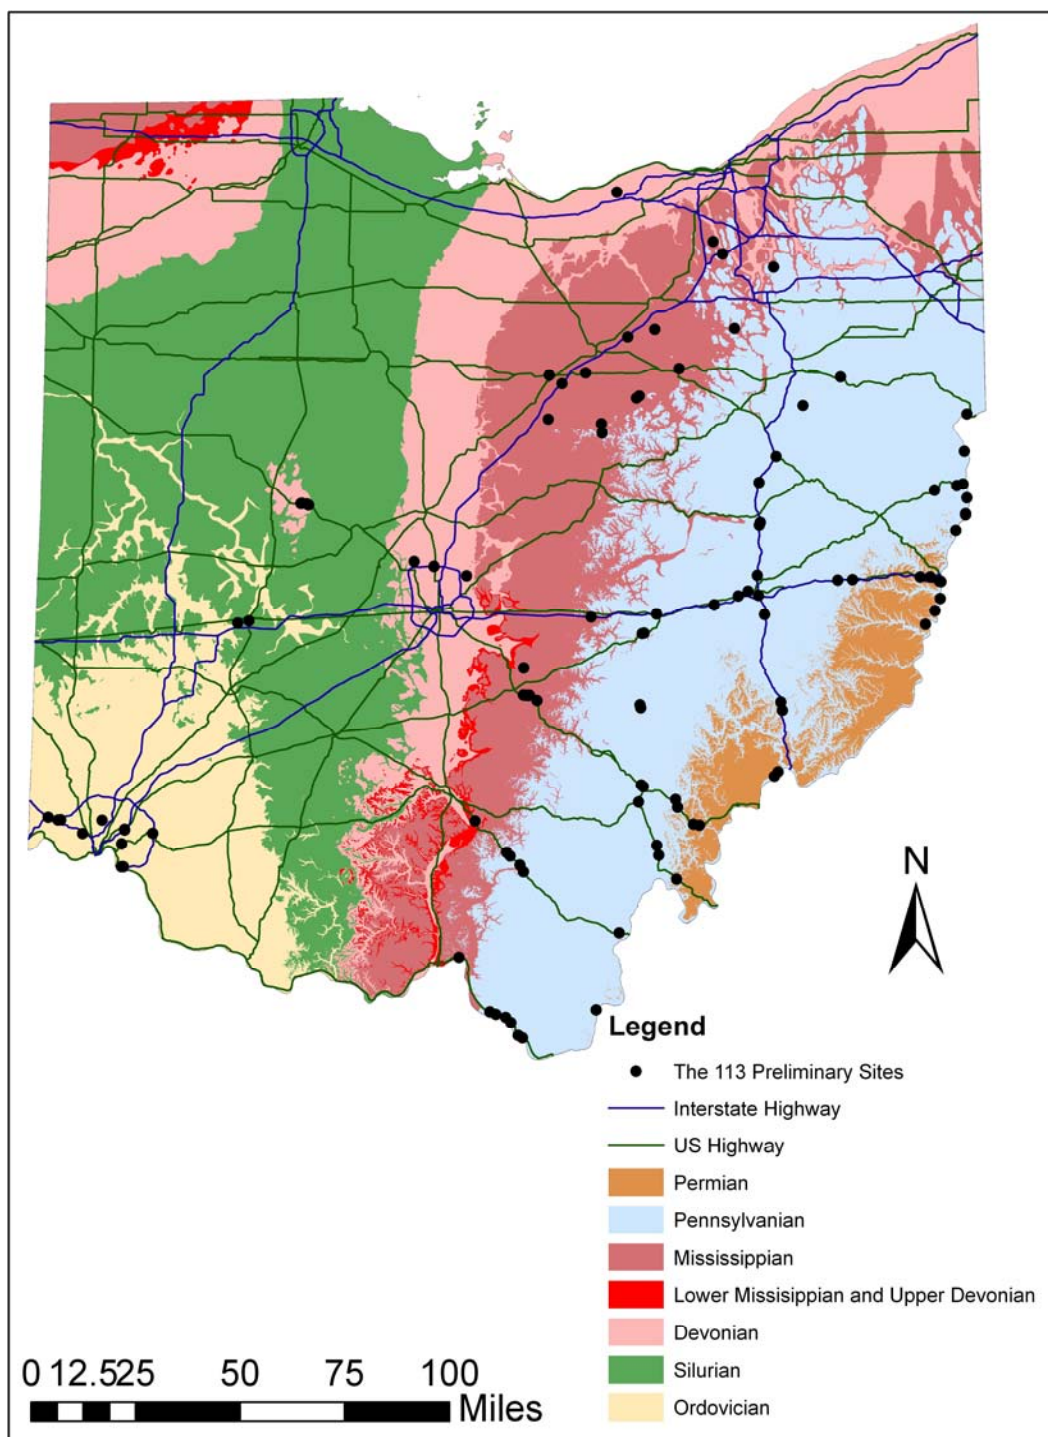 N
Legend
The 113 Preliminary Sites
Interstate Highway
US Highway
Permian
Pennsylvanian
Mississippian
Lower Missisippian and Upper Devonian
Devonian
Silurian
Ordovician
0 12.525 50 75 100
Miles